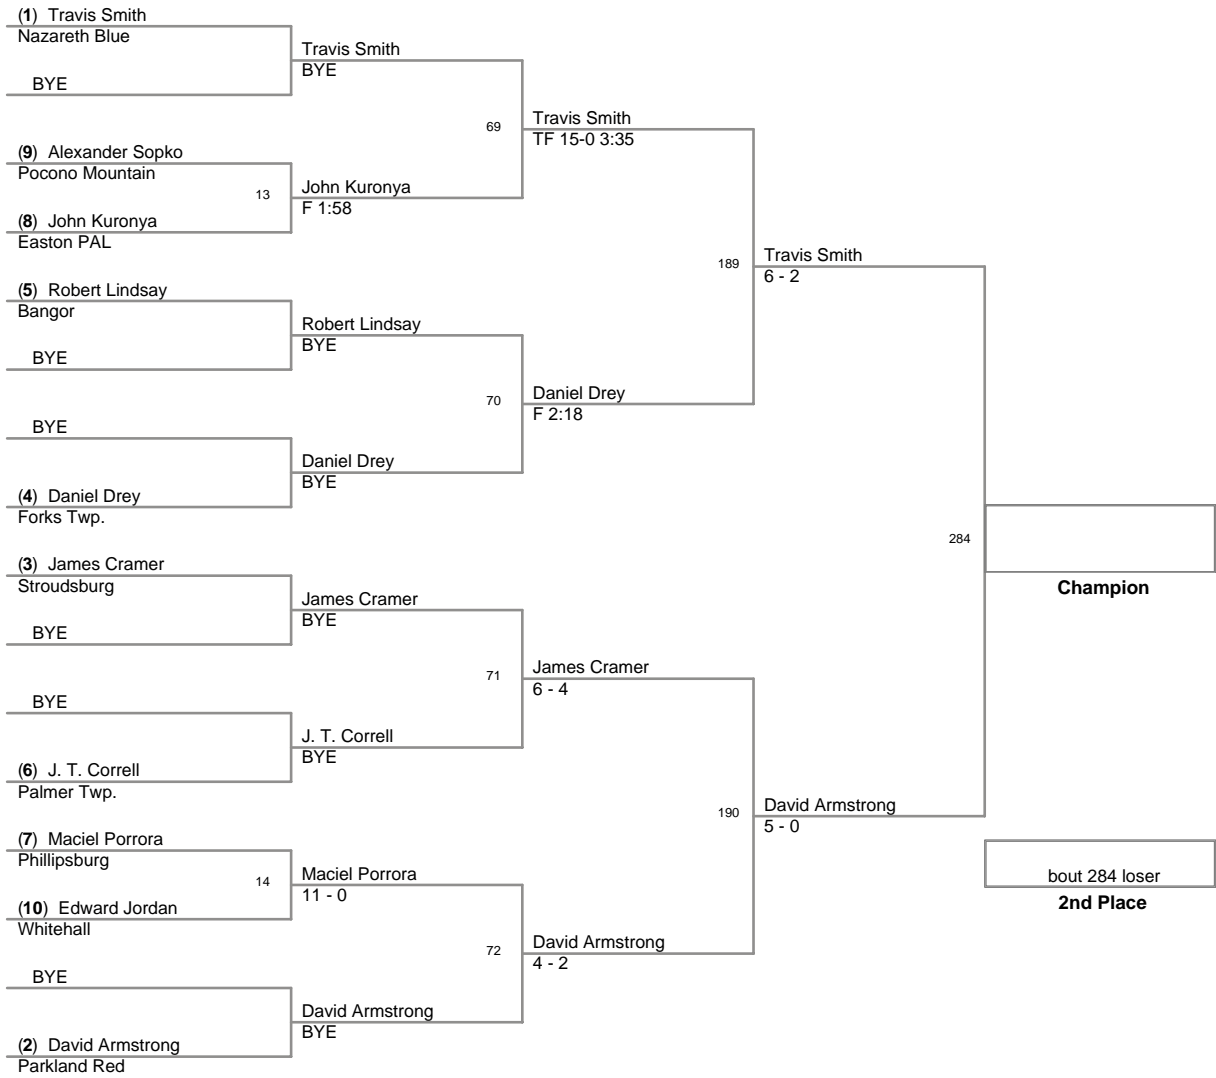 (1) Travis Smith
Nazareth Blue
BYE
(9) Alexander Sopko
Pocono Mountain
13
(8) John Kuronya
Easton PAL
(5) Robert Lindsay
Bangor
BYE
BYE
(4) Daniel Drey
Forks Twp.
(3) James Cramer
Stroudsburg
BYE
BYE
(6) J. T. Correll
Palmer Twp.
(7) Maciel Porrora
Phillipsburg
14
(10) Edward Jordan
Whitehall
BYE
(2) David Armstrong
Parkland Red
Travis Smith
BYE
69
John Kuronya
F 1:58
Robert Lindsay
BYE
70
Daniel Drey
BYE
James Cramer
BYE
71
J. T. Correll
BYE
Maciel Porrora
11 - 0
72
David Armstrong
BYE
Travis Smith
TF 15-0 3:35
189
Daniel Drey
F 2:18
James Cramer
6 - 4
190
David Armstrong
4 - 2
Travis Smith
6 - 2
284
David Armstrong
5 - 0
Champion
bout 284 loser
2nd Place